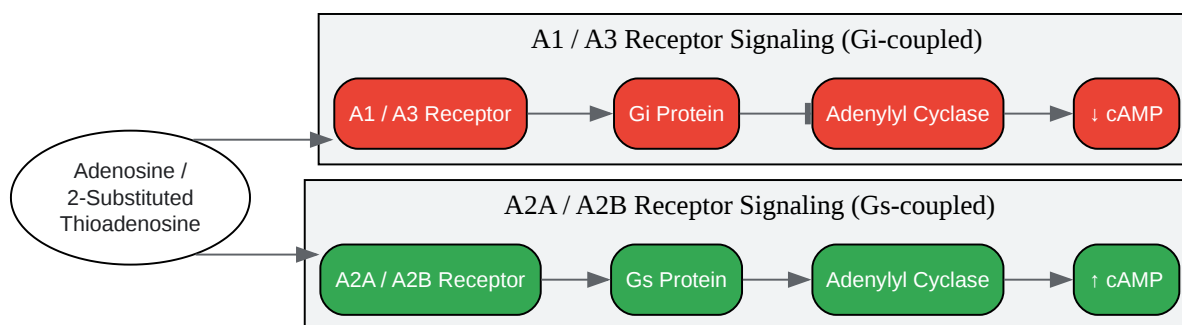 A1 / A3 Receptor Signaling (Gi-coupled)
A1 / A3 Receptor
Gi Protein
Adenylyl Cyclase
↓ cAMP
Adenosine /
2-Substituted
Thioadenosine
A2A / A2B Receptor Signaling (Gs-coupled)
A2A / A2B Receptor
Gs Protein
Adenylyl Cyclase
↑ cAMP